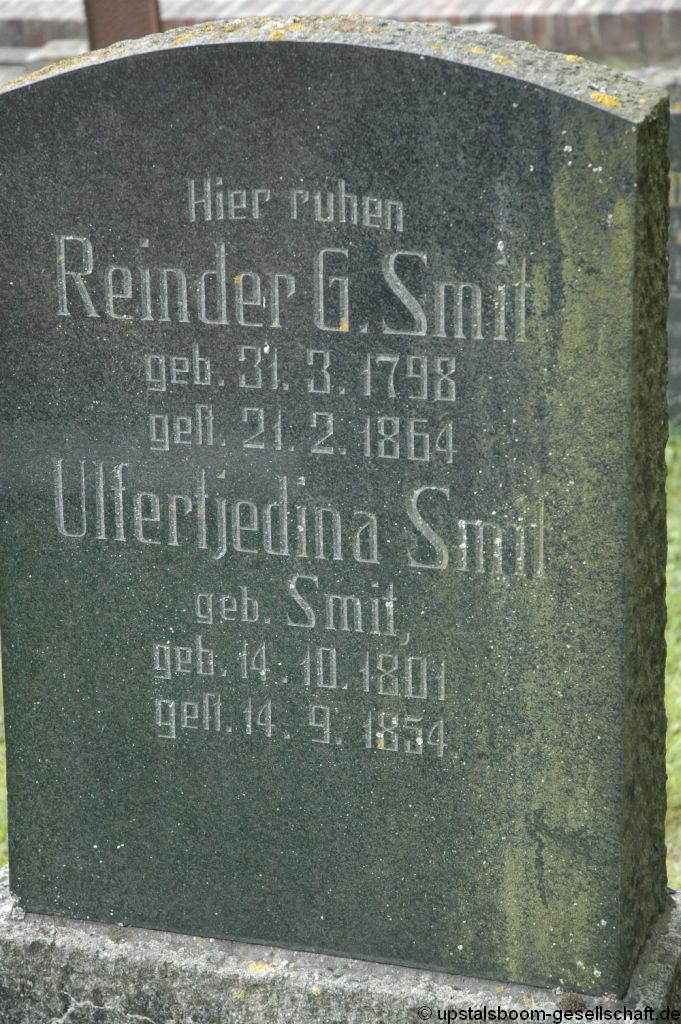 Hier ruhen
Reinder G. Smit
geb. 31. 3. 1798
gest. 21. 2. 1864
Ulfertjedina Smit
geb. Smit,
geb. 14. 10. 1801
gest. 14. 9. 1854
© upstalsboom-gesellschaft.de